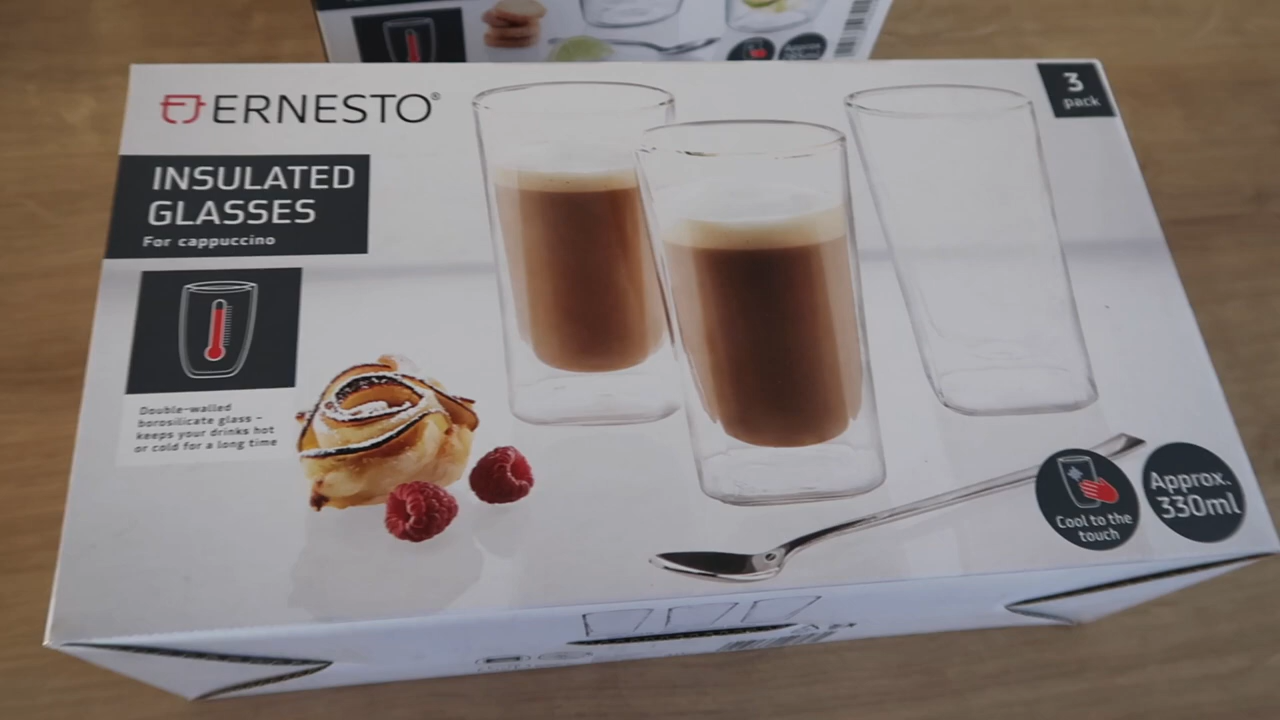 ERNESTO®
3
pack
INSULATED
GLASSES
For cappuccino
Double-walled
borosilicate glass –
keeps your drinks hot
or cold for a long time
Cool to the
touch
Approx.
330ml
Approx.